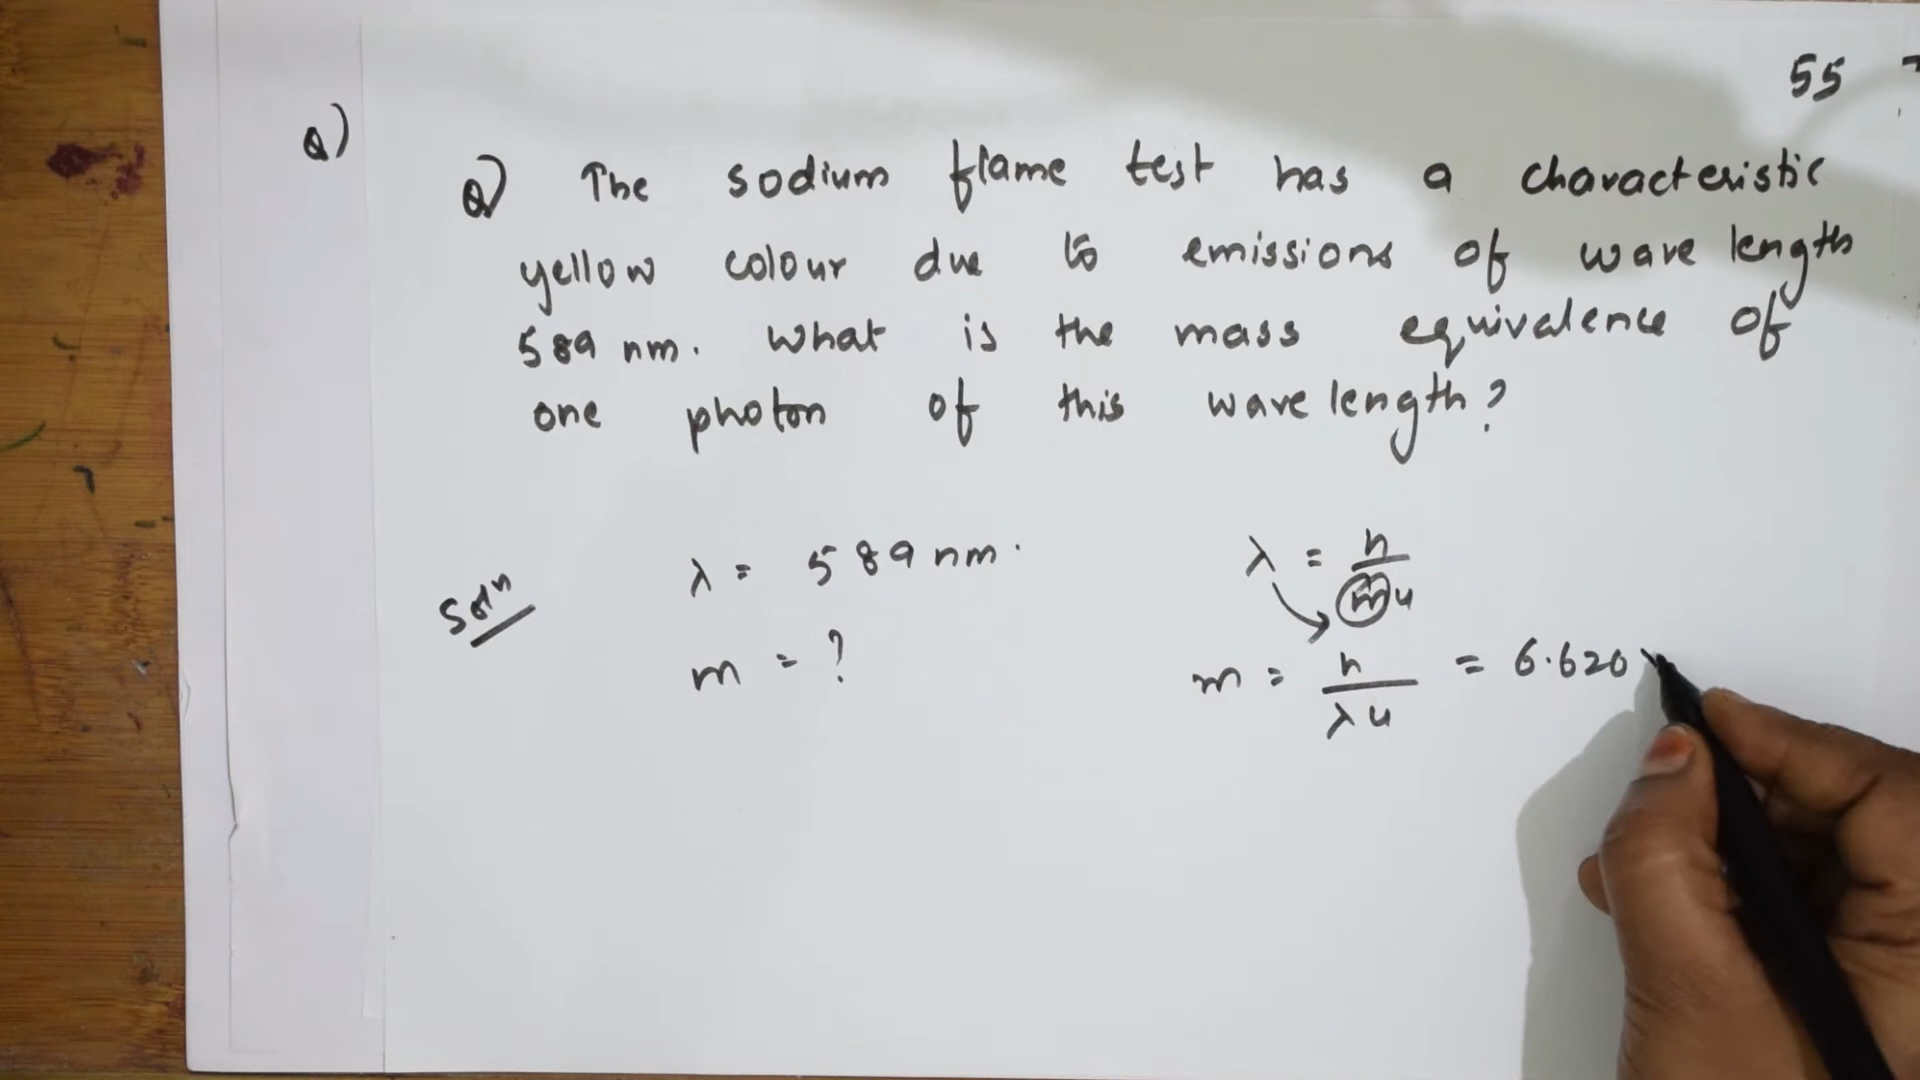 55
Q)
Q) The sodium flame test has a characteristic
yellow colour due to emissions of wave length
589 nm. What is the mass equivalence of
one photon of this wave length?
Solⁿ
λ = 589 nm.
m = ?
λ = h/mu
m = h/λu = 6.620 ×